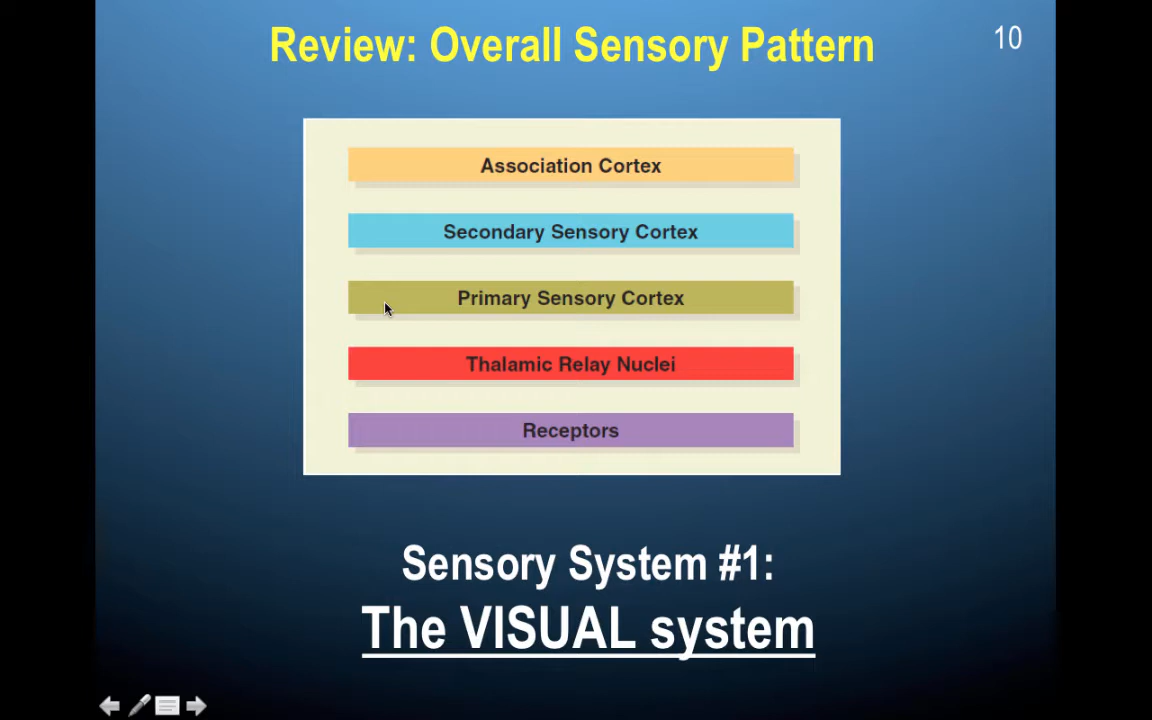 Review: Overall Sensory Pattern
10
Association Cortex
Secondary Sensory Cortex
Primary Sensory Cortex
Thalamic Relay Nuclei
Receptors
Sensory System #1:
The VISUAL system